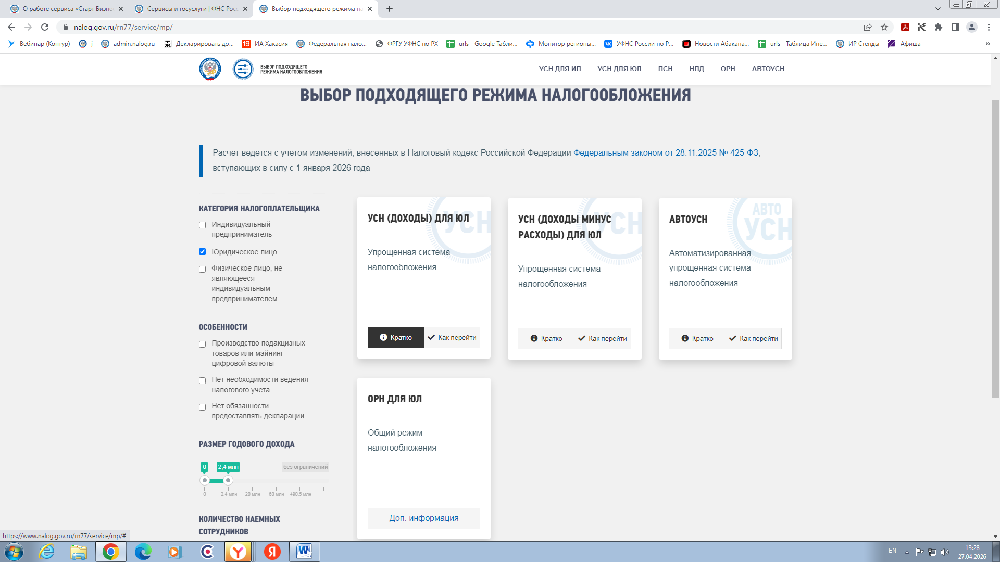 О работе сервиса «Старт Бизне
Сервисы и госуслуги | ФНС Росс
Выбор подходящего режима на
nalog.gov.ru/rn77/service/mp/
Вебинар (Контур)
j
admin.nalog.ru
Декларировать до...
19 ИА Хакасия
Федеральная нало...
ФРГУ УФНС по РХ
urls - Google Табли...
Монитор регионы...
УФНС России по Р...
Новости Абакана...
urls - Таблица Ине...
ИР Стенды
Афиша
»
ВЫБОР ПОДХОДЯЩЕГО
РЕЖИМА НАЛОГООБЛОЖЕНИЯ
УСН ДЛЯ ИП УСН ДЛЯ ЮЛ ПСН НПД ОРН АВТОУСН
ВЫБОР ПОДХОДЯЩЕГО РЕЖИМА НАЛОГООБЛОЖЕНИЯ
Расчет ведется с учетом изменений, внесенных в Налоговый кодекс Российской Федерации Федеральным законом от 28.11.2025 № 425-ФЗ,
вступающих в силу с 1 января 2026 года
КАТЕГОРИЯ НАЛОГОПЛАТЕЛЬЩИКА
Индивидуальный
предприниматель
Юридическое лицо
Физическое лицо, не
являющееся
индивидуальным
предпринимателем
ОСОБЕННОСТИ
Производство подакцизных
товаров или майнинг
цифровой валюты
Нет необходимости ведения
налогового учета
Нет обязанности
предоставлять декларации
РАЗМЕР ГОДОВОГО ДОХОДА
0 2,4 млн без ограничений
0 2,4 млн 20 млн 60 млн 490,5 млн
КОЛИЧЕСТВО НАЕМНЫХ
СОТРУДНИКОВ
УСН
УСН (ДОХОДЫ) ДЛЯ ЮЛ
Упрощенная система
налогообложения
Кратко Как перейти
УСН
УСН (ДОХОДЫ МИНУС
РАСХОДЫ) ДЛЯ ЮЛ
Упрощенная система
налогообложения
Кратко Как перейти
АВТО
УСН
АВТОУСН
Автоматизированная
упрощенная система
налогообложения
Кратко Как перейти
ОРН ДЛЯ ЮЛ
Общий режим
налогообложения
Доп. информация
https://www.nalog.gov.ru/rn77/service/mp/#
EN
13:28
27.04.2026